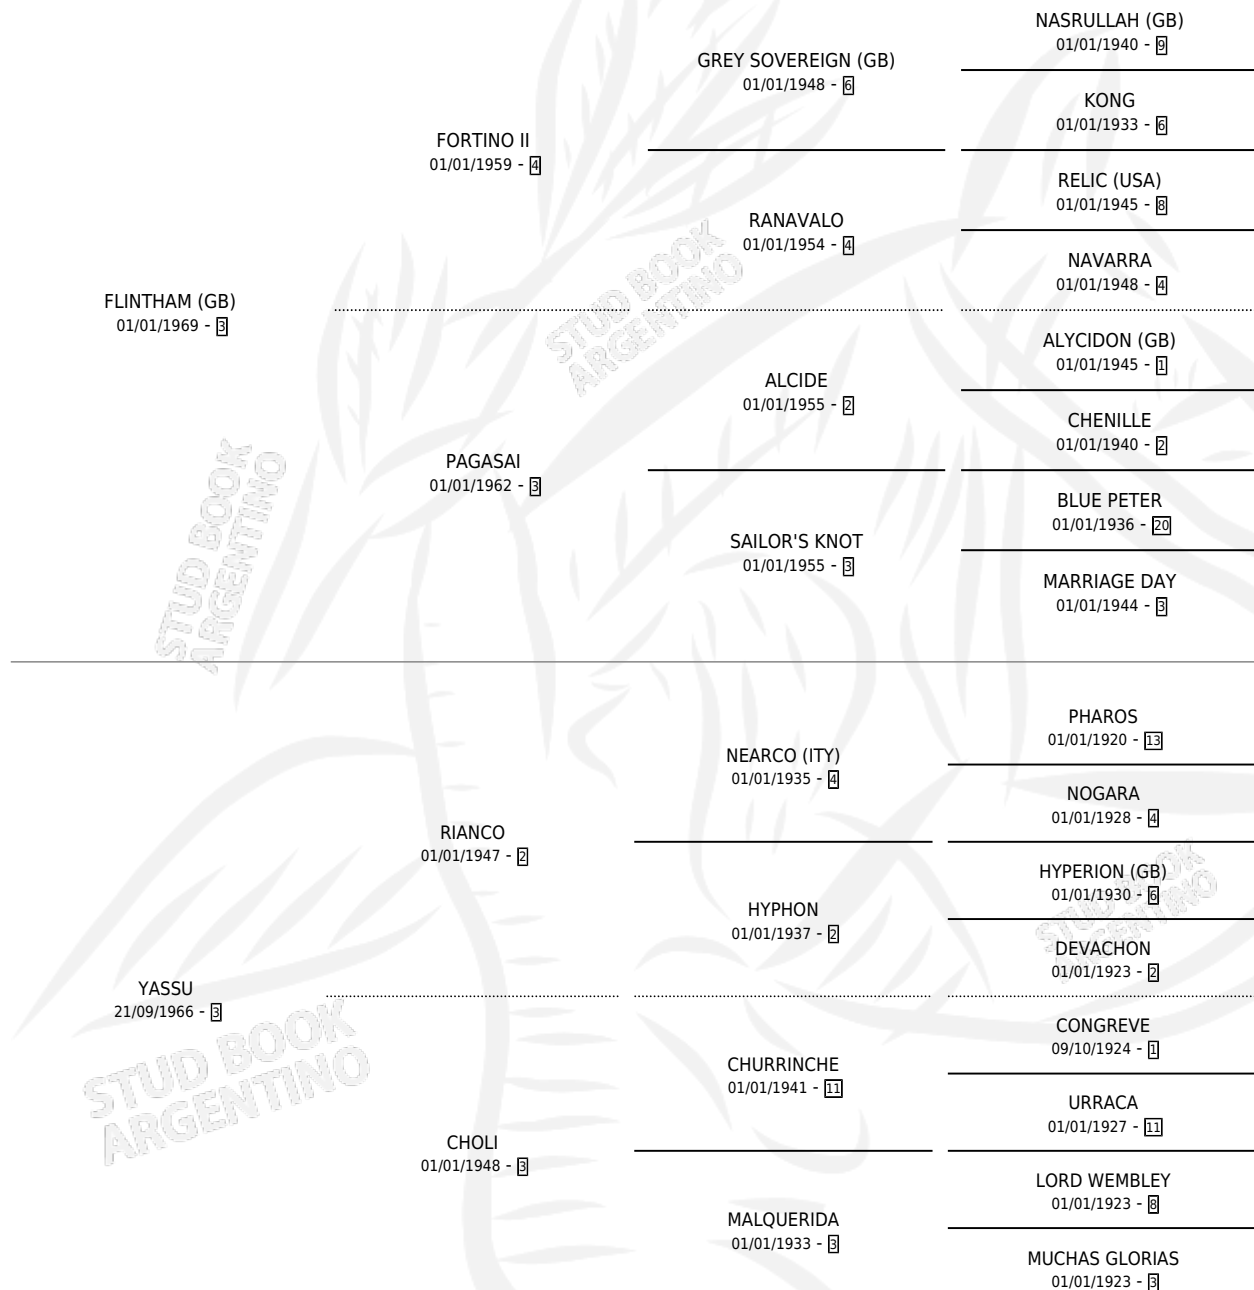 NASRULLAH (GB)
01/01/1940 - 9
GREY SOVEREIGN (GB)
01/01/1948 - 6
KONG
01/01/1933 - 6
FORTINO II
01/01/1959 - 4
RELIC (USA)
01/01/1945 - 8
RANAVALO
01/01/1954 - 4
NAVARRA
01/01/1948 - 4
FLINTHAM (GB)
01/01/1969 - 3
ALYCIDON (GB)
01/01/1945 - 1
ALCIDE
01/01/1955 - 2
CHENILLE
01/01/1940 - 2
PAGASAI
01/01/1962 - 3
BLUE PETER
01/01/1936 - 20
SAILOR'S KNOT
01/01/1955 - 3
MARRIAGE DAY
01/01/1944 - 3
PHAROS
01/01/1920 - 13
NEARCO (ITY)
01/01/1935 - 4
NOGARA
01/01/1928 - 4
RIANCO
01/01/1947 - 2
HYPERION (GB)
01/01/1930 - 6
HYPHON
01/01/1937 - 2
DEVACHON
01/01/1923 - 2
YASSU
21/09/1966 - 3
CONGREVE
09/10/1924 - 1
CHURRINCHE
01/01/1941 - 11
URRACA
01/01/1927 - 11
CHOLI
01/01/1948 - 3
LORD WEMBLEY
01/01/1923 - 8
MALQUERIDA
01/01/1933 - 3
MUCHAS GLORIAS
01/01/1923 - 3
STUD BOOK
ARGENTINO
STUD BOOK
ARGENTINO
STUD BOOK
ARGENTINO
STUD BOOK
ARGENTINO